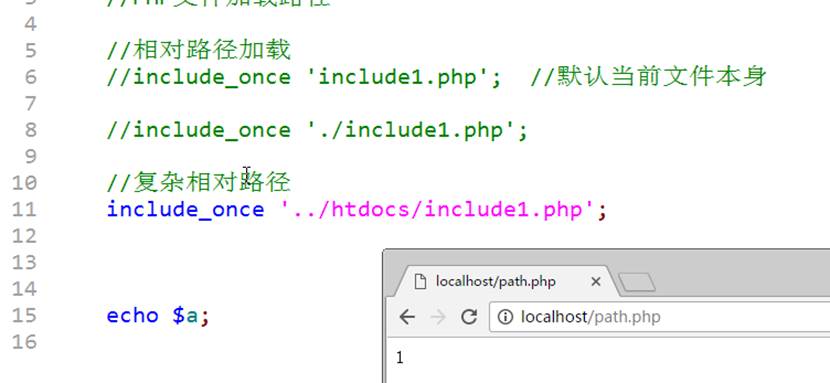 //PHP文件加载路径
4
5 //相对路径加载
6 //include_once 'include1.php'; //默认当前文件本身
7
8 //include_once './include1.php';
9
10 //复杂相对路径
11 include_once '../htdocs/include1.php';
12
13
14
15 echo $a;
16
localhost/path.php
localhost/path.php
1